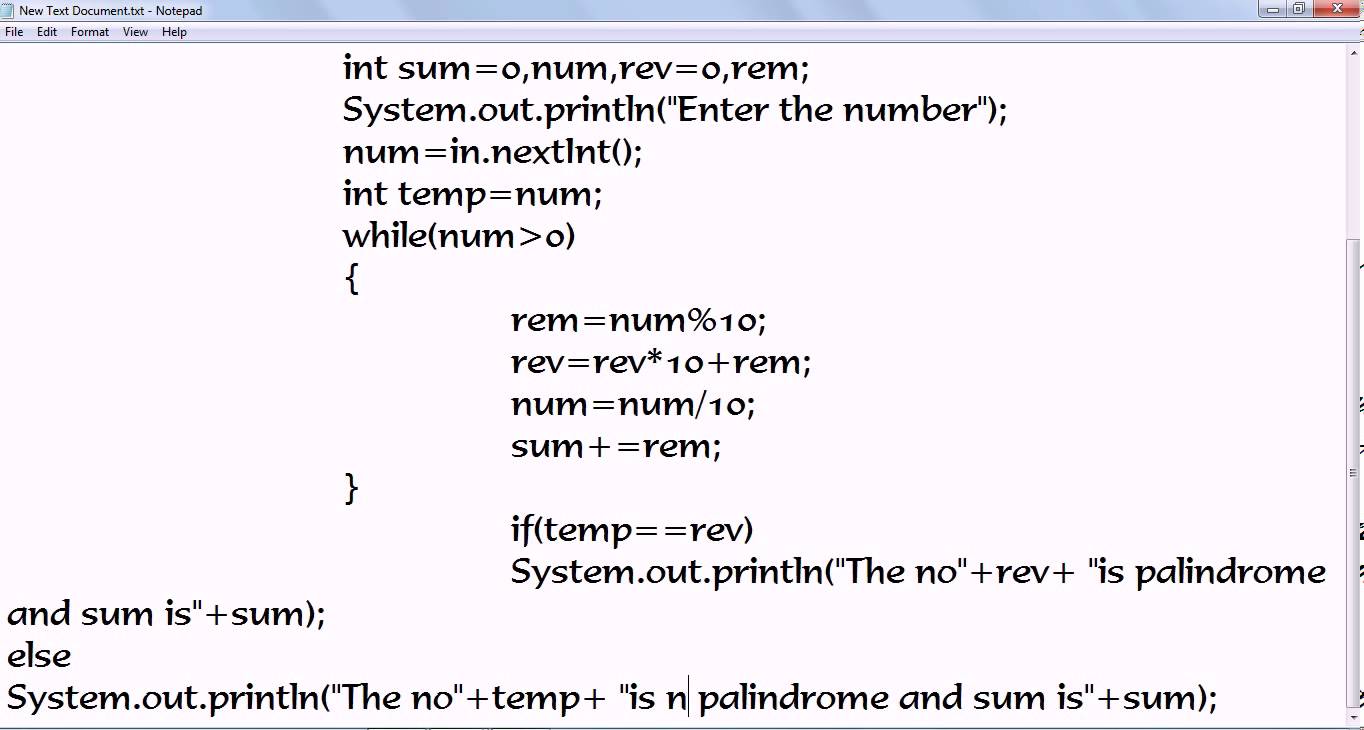 New Text Document.txt - Notepad
File Edit Format View Help
int sum=0,num,rev=0,rem;
System.out.println("Enter the number");
num=in.nextInt();
int temp=num;
while(num>0)
{
rem=num%10;
rev=rev*10+rem;
num=num/10;
sum+=rem;
}
if(temp==rev)
System.out.println("The no"+rev+ "is palindrome
and sum is"+sum);
else
System.out.println("The no"+temp+ "is n palindrome and sum is"+sum);